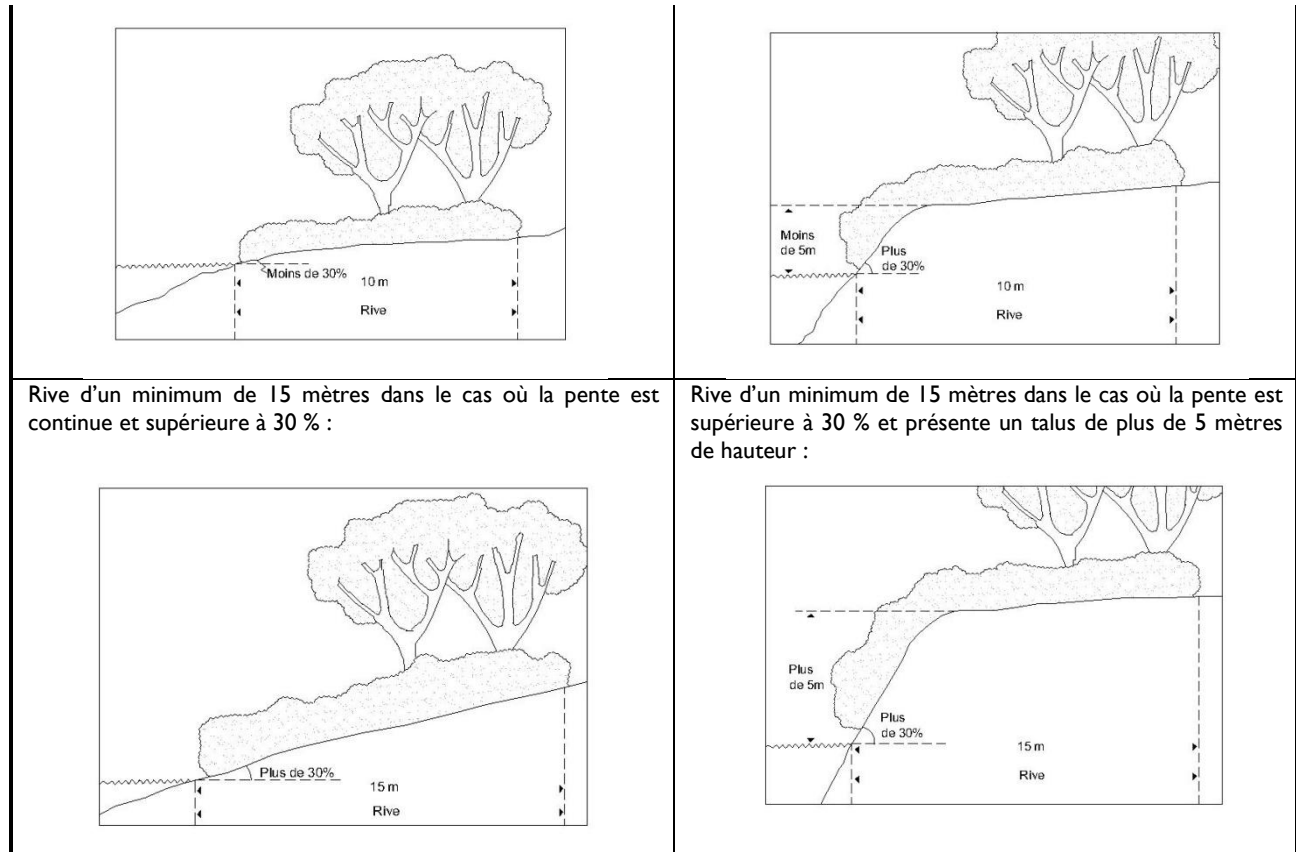 Moins de 30%
10 m
Rive
Moins
de 5m
Plus
de 30%
10 m
Rive
Rive d'un minimum de 15 mètres dans le cas où la pente est
continue et supérieure à 30 % :
Plus de 30%
15 m
Rive
Rive d'un minimum de 15 mètres dans le cas où la pente est
supérieure à 30 % et présente un talus de plus de 5 mètres
de hauteur :
Plus
de 5m
Plus
de 30%
15 m
Rive